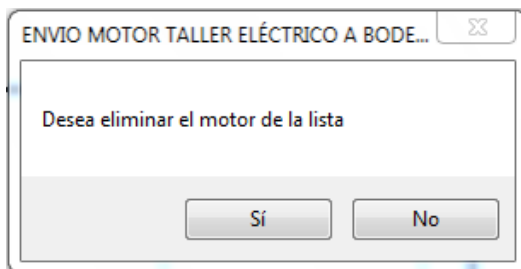 ENVIO MOTOR TALLER ELÉCTRICO A BODE...
Desea eliminar el motor de la lista
Sí
No